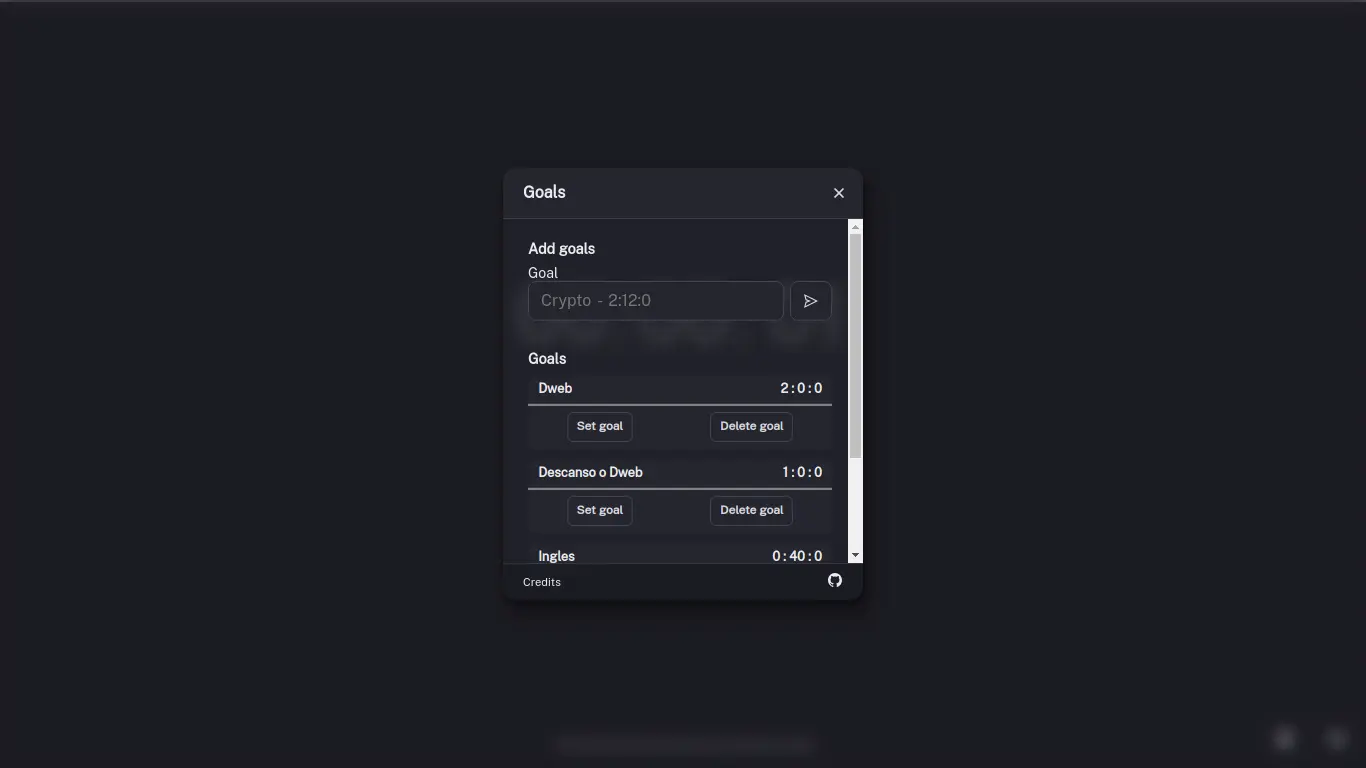 Goals
Add goals
Goal
Crypto - 2:12:0
Goals
Dweb 2:0:0
Set goal Delete goal
Descanso o Dweb 1:0:0
Set goal Delete goal
Ingles 0:40:0
Credits